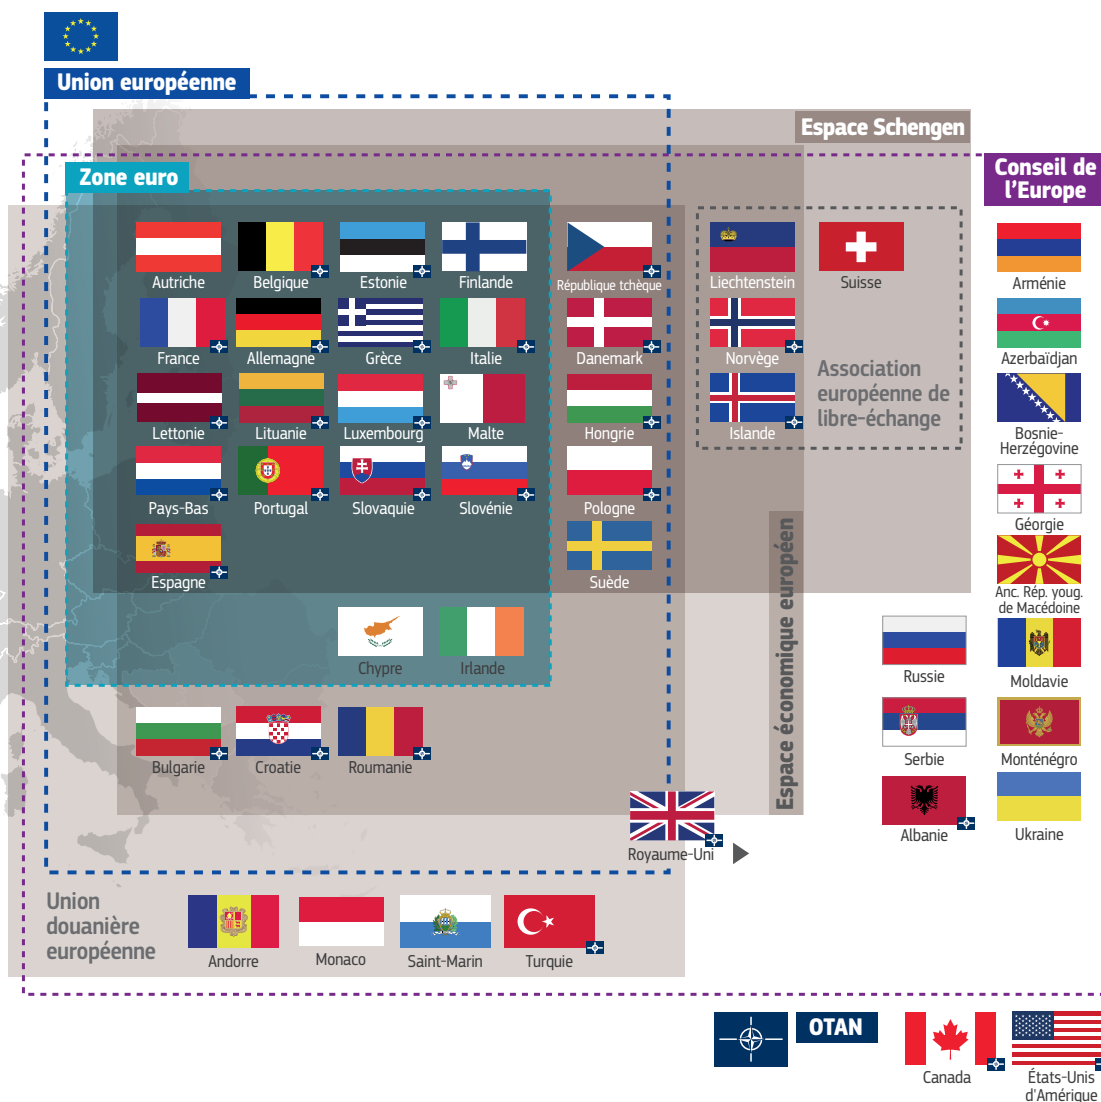 Union européenne
Espace Schengen
Zone euro
Conseil de
l'Europe
Autriche
Belgique
Estonie
Finlande
République tchèque
Liechtenstein
Suisse
Arménie
France
Allemagne
Grèce
Italie
Danemark
Norvège
Azerbaïdjan
Association
européenne de
libre-échange
Lettonie
Lituanie
Luxembourg
Malte
Hongrie
Islande
Bosnie-
Herzégovine
Pays-Bas
Portugal
Slovaquie
Slovénie
Pologne
Géorgie
Espagne
Suède
Espace économique européen
Anc. Rép. youg.
de Macédoine
Chypre
Irlande
Russie
Moldavie
Bulgarie
Croatie
Roumanie
Serbie
Monténégro
Royaume-Uni
Albanie
Ukraine
Union
douanière
européenne
Andorre
Monaco
Saint-Marin
Turquie
OTAN
Canada
États-Unis
d'Amérique